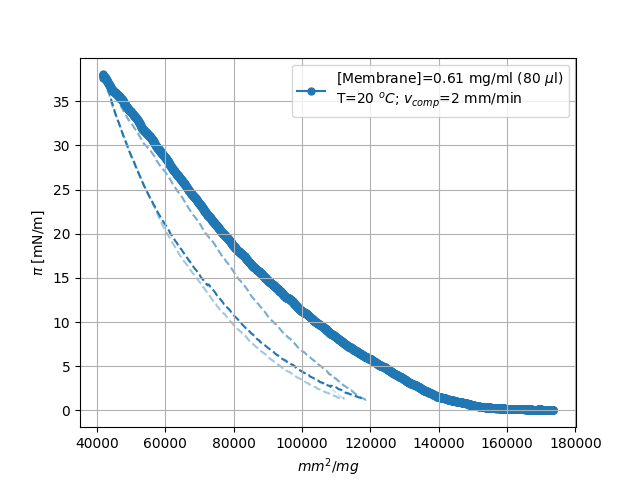 [Membrane]=0.61 mg/ml (80 μl)
T=20 °C; v_comp=2 mm/min
π [mN/m]
35
30
25
20
15
10
5
0
40000 60000 80000 100000 120000 140000 160000 180000
mm²/mg